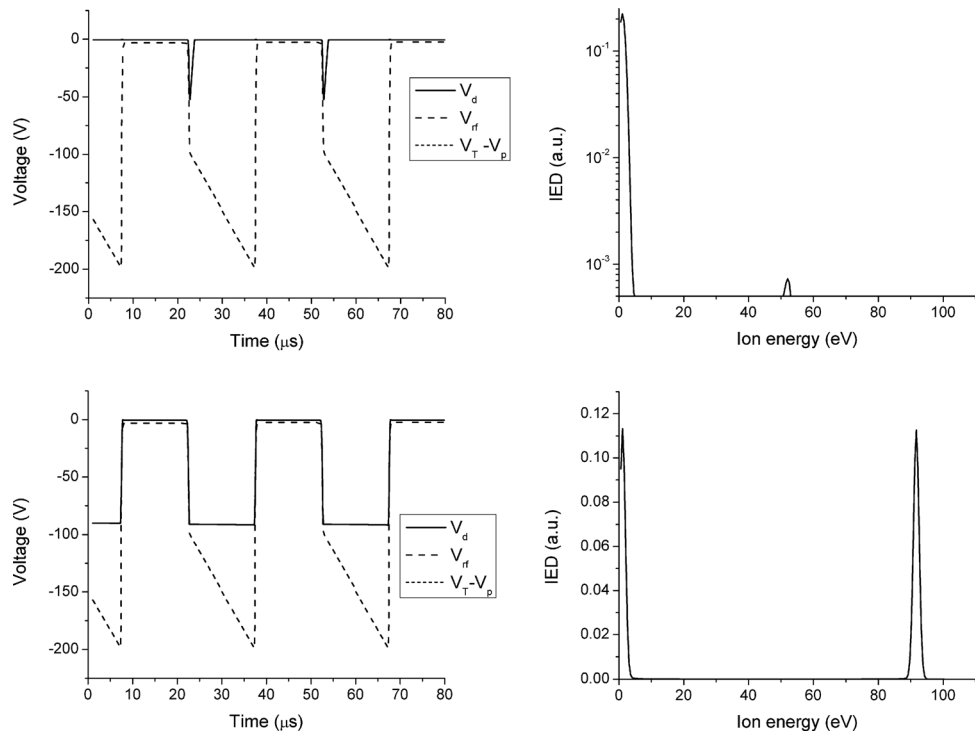 0
-50
-100
-150
-200
Voltage (V)
0 10 20 30 40 50 60 70 80
Time (μs)
V_d
V_rf
V_T -V_p
10^-1
10^-2
10^-3
IED (a.u.)
0 20 40 60 80 100
Ion energy (eV)
0
-50
-100
-150
-200
Voltage (V)
0 10 20 30 40 50 60 70 80
Time (μs)
V_d
V_rf
V_T-V_p
0.12
0.10
0.08
0.06
0.04
0.02
0.00
IED (a.u.)
0 20 40 60 80 100
Ion energy (eV)